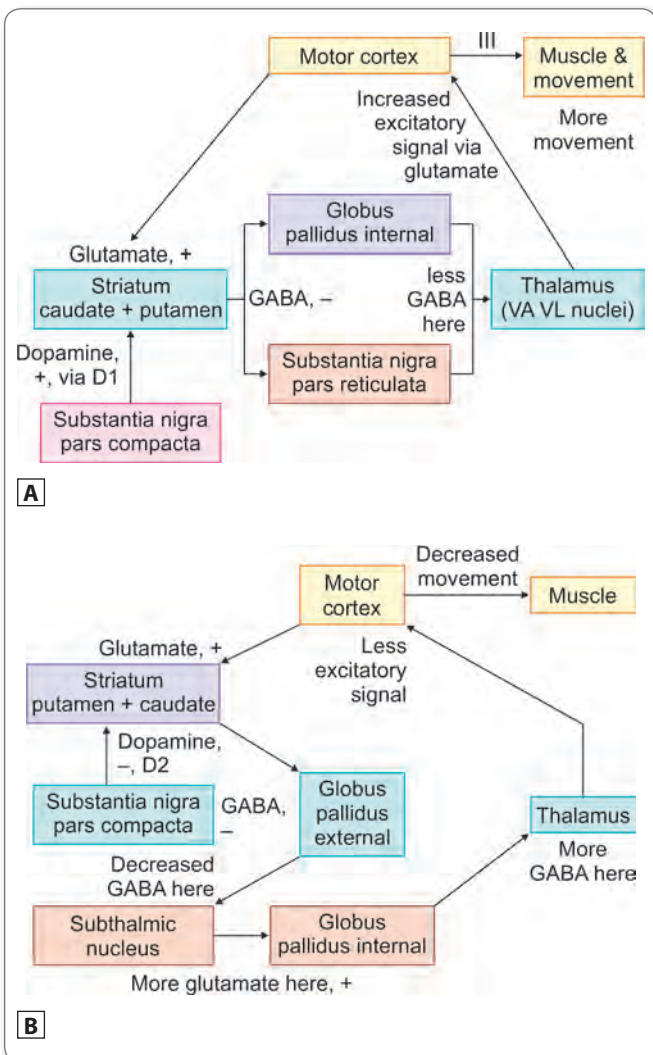 III
Motor cortex
Muscle &
movement
More
movement
Increased
excitatory
signal via
glutamate
Globus
pallidus internal
Glutamate, +
Striatum
caudate + putamen
GABA, –
less
GABA
here
Thalamus
(VA VL nuclei)
Dopamine,
+, via D1
Substantia nigra
pars reticulata
Substantia nigra
pars compacta
A
Decreased
movement
Motor
cortex
Muscle
Glutamate, +
Less
excitatory
signal
Striatum
putamen + caudate
Dopamine,
–, D2
Substantia nigra
pars compacta
GABA,
–
Globus
pallidus
external
Thalamus
More
GABA here
Decreased
GABA here
Subthalmic
nucleus
Globus
pallidus internal
More glutamate here, +
B